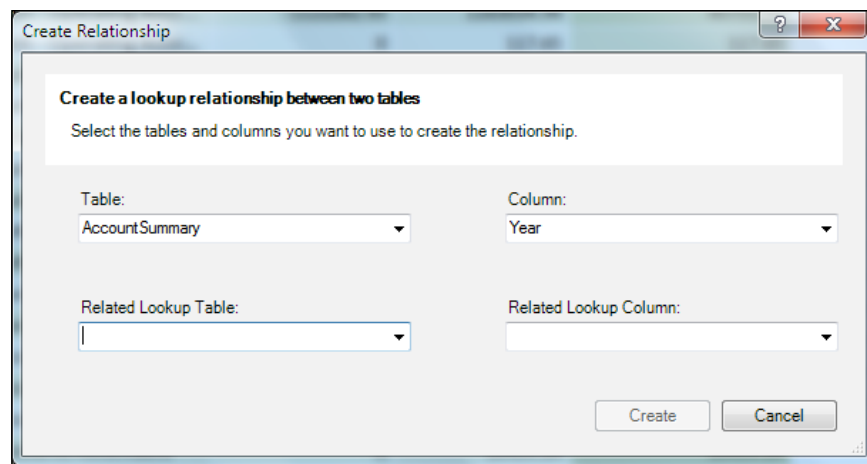 Create Relationship
Create a lookup relationship between two tables
Select the tables and columns you want to use to create the relationship.
Table:
Column:
AccountSummary
Year
Related Lookup Table:
Related Lookup Column:
Create
Cancel